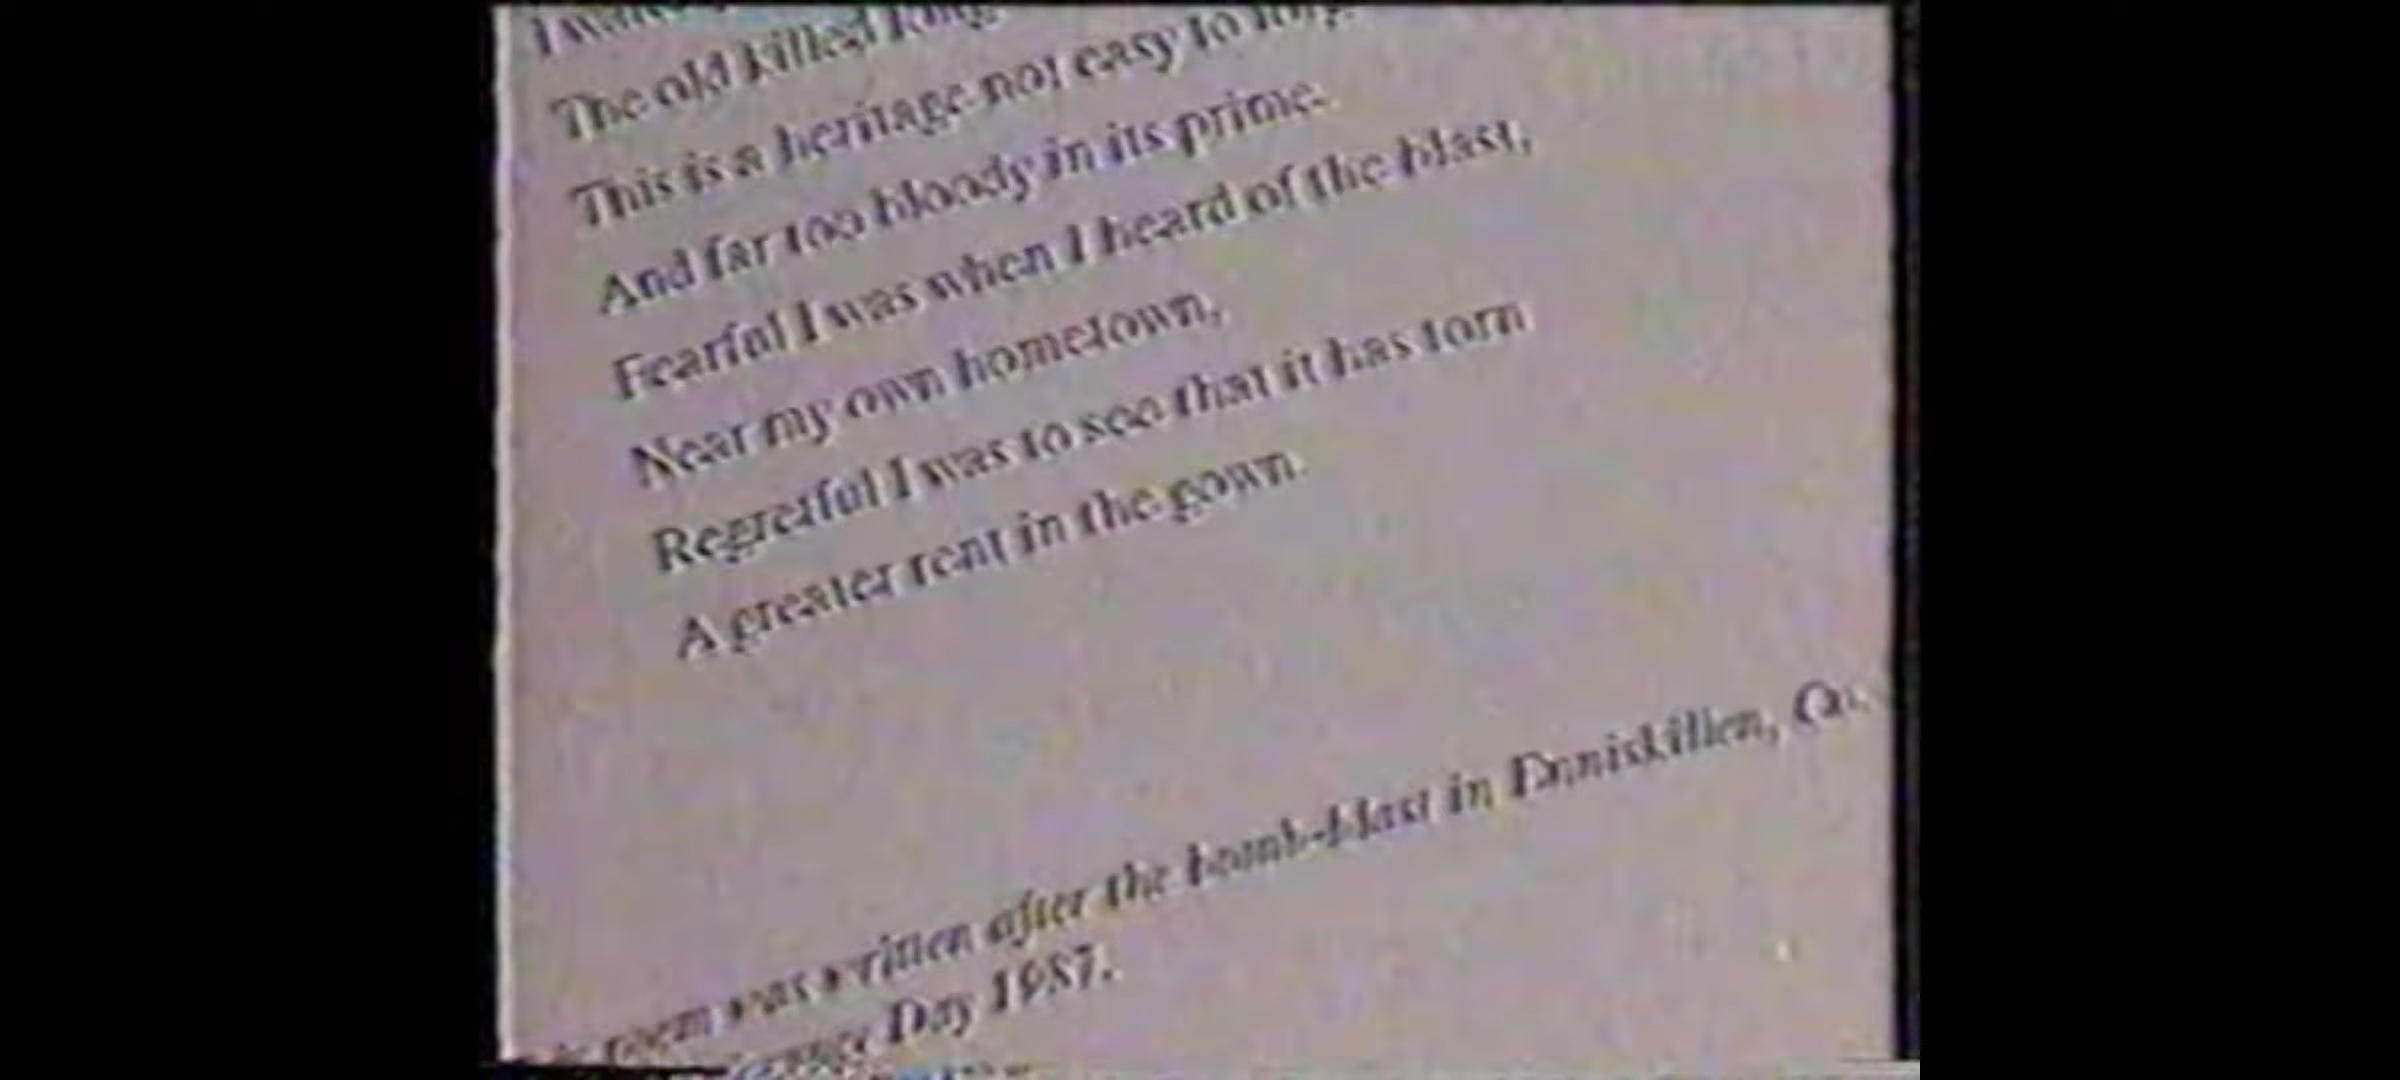 The old killed
This is a heritage not easy to
And far too bloody in its prime.
Fearful I was when I heard of the blast,
Near my own hometown,
Regretful I was to see that it has torn
A greater rent in the gown.
poem was written after the bomb-blast in Enniskillen, Co.
Day 1987.